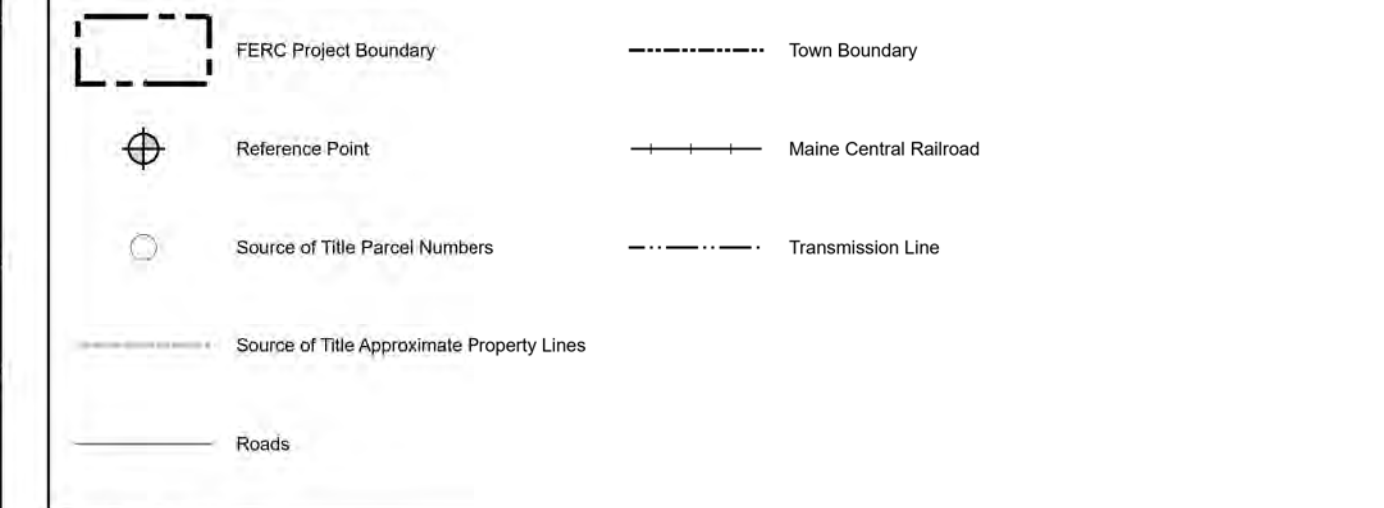 FERC Project Boundary
Reference Point
Source of Title Parcel Numbers
Source of Title Approximate Property Lines
Roads
Town Boundary
Maine Central Railroad
Transmission Line